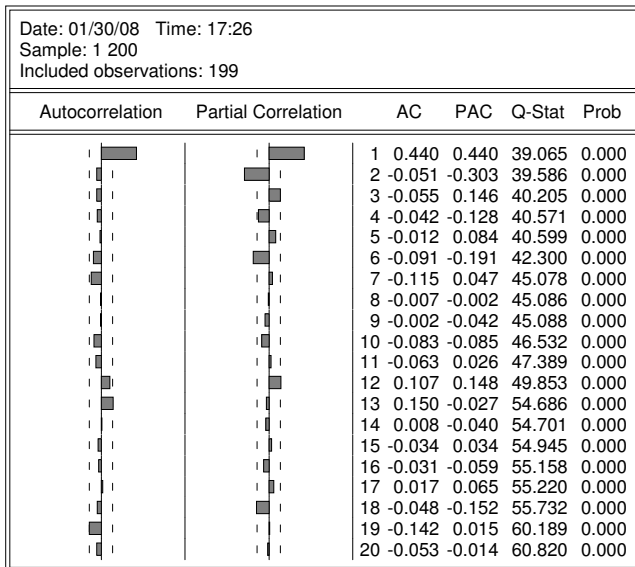 Date: 01/30/08 Time: 17:26
Sample: 1 200
Included observations: 199
Autocorrelation Partial Correlation AC PAC Q-Stat Prob
1 0.440 0.440 39.065 0.000
2 -0.051 -0.303 39.586 0.000
3 -0.055 0.146 40.205 0.000
4 -0.042 -0.128 40.571 0.000
5 -0.012 0.084 40.599 0.000
6 -0.091 -0.191 42.300 0.000
7 -0.115 0.047 45.078 0.000
8 -0.007 -0.002 45.086 0.000
9 -0.002 -0.042 45.088 0.000
10 -0.083 -0.085 46.532 0.000
11 -0.063 0.026 47.389 0.000
12 0.107 0.148 49.853 0.000
13 0.150 -0.027 54.686 0.000
14 0.008 -0.040 54.701 0.000
15 -0.034 0.034 54.945 0.000
16 -0.031 -0.059 55.158 0.000
17 0.017 0.065 55.220 0.000
18 -0.048 -0.152 55.732 0.000
19 -0.142 0.015 60.189 0.000
20 -0.053 -0.014 60.820 0.000